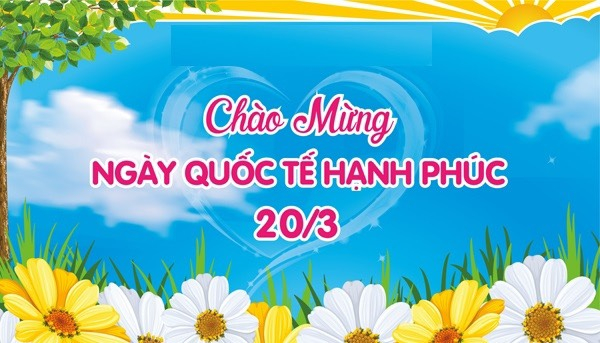 Chào Mừng
NGÀY QUỐC TẾ HẠNH PHÚC
20/3